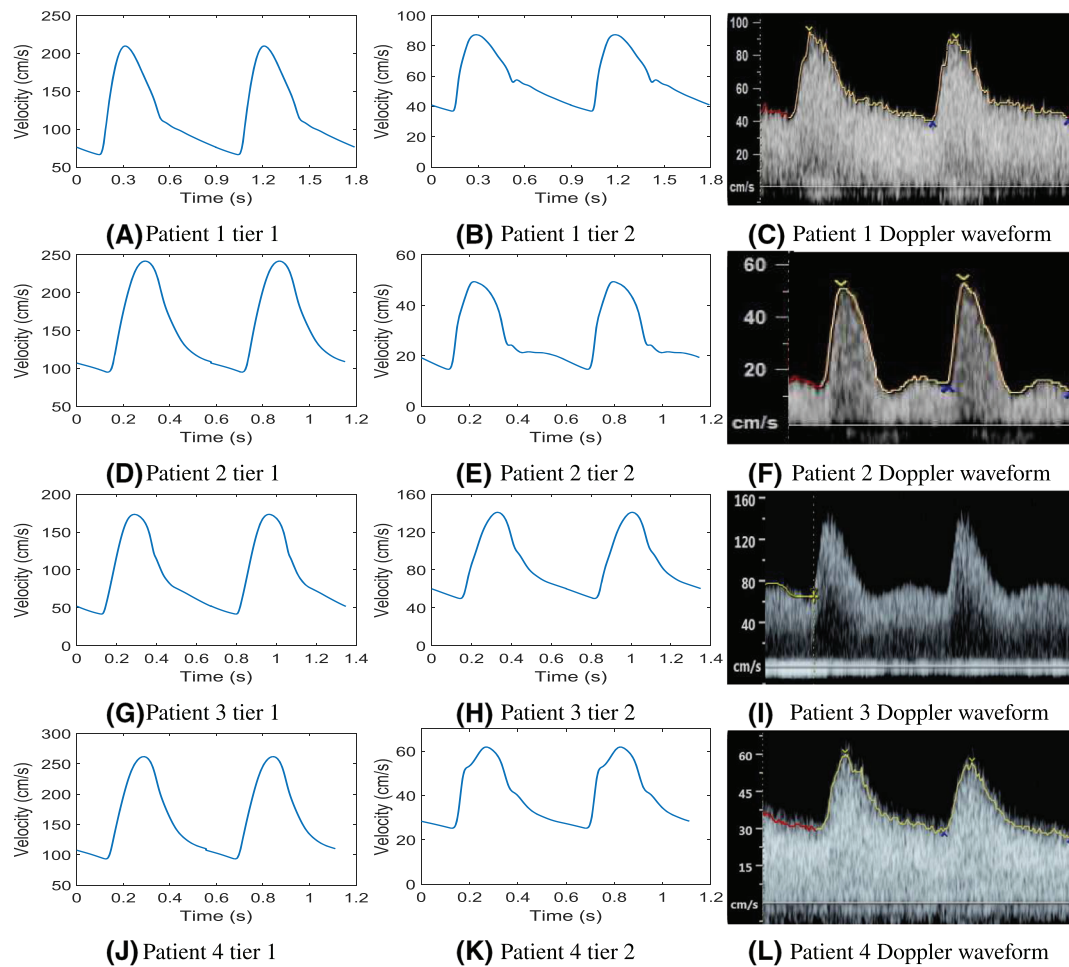 250
200
150
100
50
Velocity (cm/s)
0 0.3 0.6 0.9 1.2 1.5 1.8
Time (s)
(A) Patient 1 tier 1
100
80
60
40
20
0
Velocity (cm/s)
0 0.3 0.6 0.9 1.2 1.5 1.8
Time (s)
(B) Patient 1 tier 2
100
80
60
40
20
cm/s
(C) Patient 1 Doppler waveform
250
200
150
100
50
Velocity (cm/s)
0 0.2 0.4 0.6 0.8 1 1.2
Time (s)
(D) Patient 2 tier 1
60
40
20
0
Velocity (cm/s)
0 0.2 0.4 0.6 0.8 1 1.2
Time (s)
(E) Patient 2 tier 2
60
40
20
cm/s
(F) Patient 2 Doppler waveform
200
150
100
50
0
Velocity (cm/s)
0 0.2 0.4 0.6 0.8 1 1.2 1.4
Time (s)
(G) Patient 3 tier 1
160
120
80
40
0
Velocity (cm/s)
0 0.2 0.4 0.6 0.8 1 1.2 1.4
Time (s)
(H) Patient 3 tier 2
160
120
80
40
cm/s
(I) Patient 3 Doppler waveform
300
250
200
150
100
50
Velocity (cm/s)
0 0.2 0.4 0.6 0.8 1 1.2
Time (s)
(J) Patient 4 tier 1
60
40
20
0
Velocity (cm/s)
0 0.2 0.4 0.6 0.8 1 1.2
Time (s)
(K) Patient 4 tier 2
60
45
30
15
cm/s
(L) Patient 4 Doppler waveform